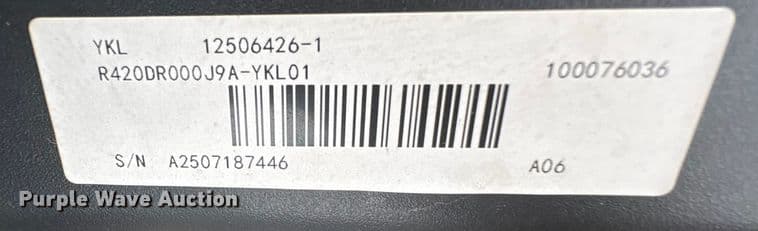 YKL 12506426-1
R420DR000J9A-YKL01 100076036
S/N A2507187446 A06
Purple Wave Auction